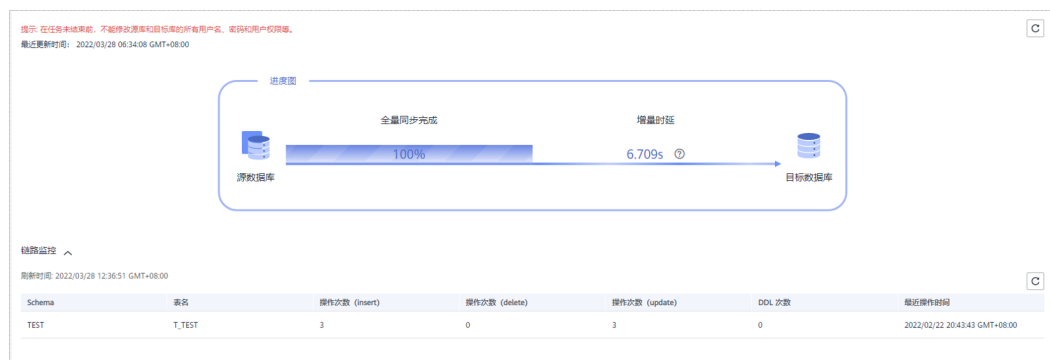 提示: 在任务未结束前，不能修改源库和目标库的所有用户名、密码和用户权限等。
最近更新时间： 2022/03/28 06:34:08 GMT+08:00
进度图
全量同步完成 增量时延
100% 6.709s
源数据库 目标数据库
链路监控
刷新时间: 2022/03/28 12:36:51 GMT+08:00
Schema 表名 操作次数 (insert) 操作次数 (delete) 操作次数 (update) DDL 次数 最近操作时间
TEST T_TEST 3 0 3 0 2022/02/22 20:43:43 GMT+08:00